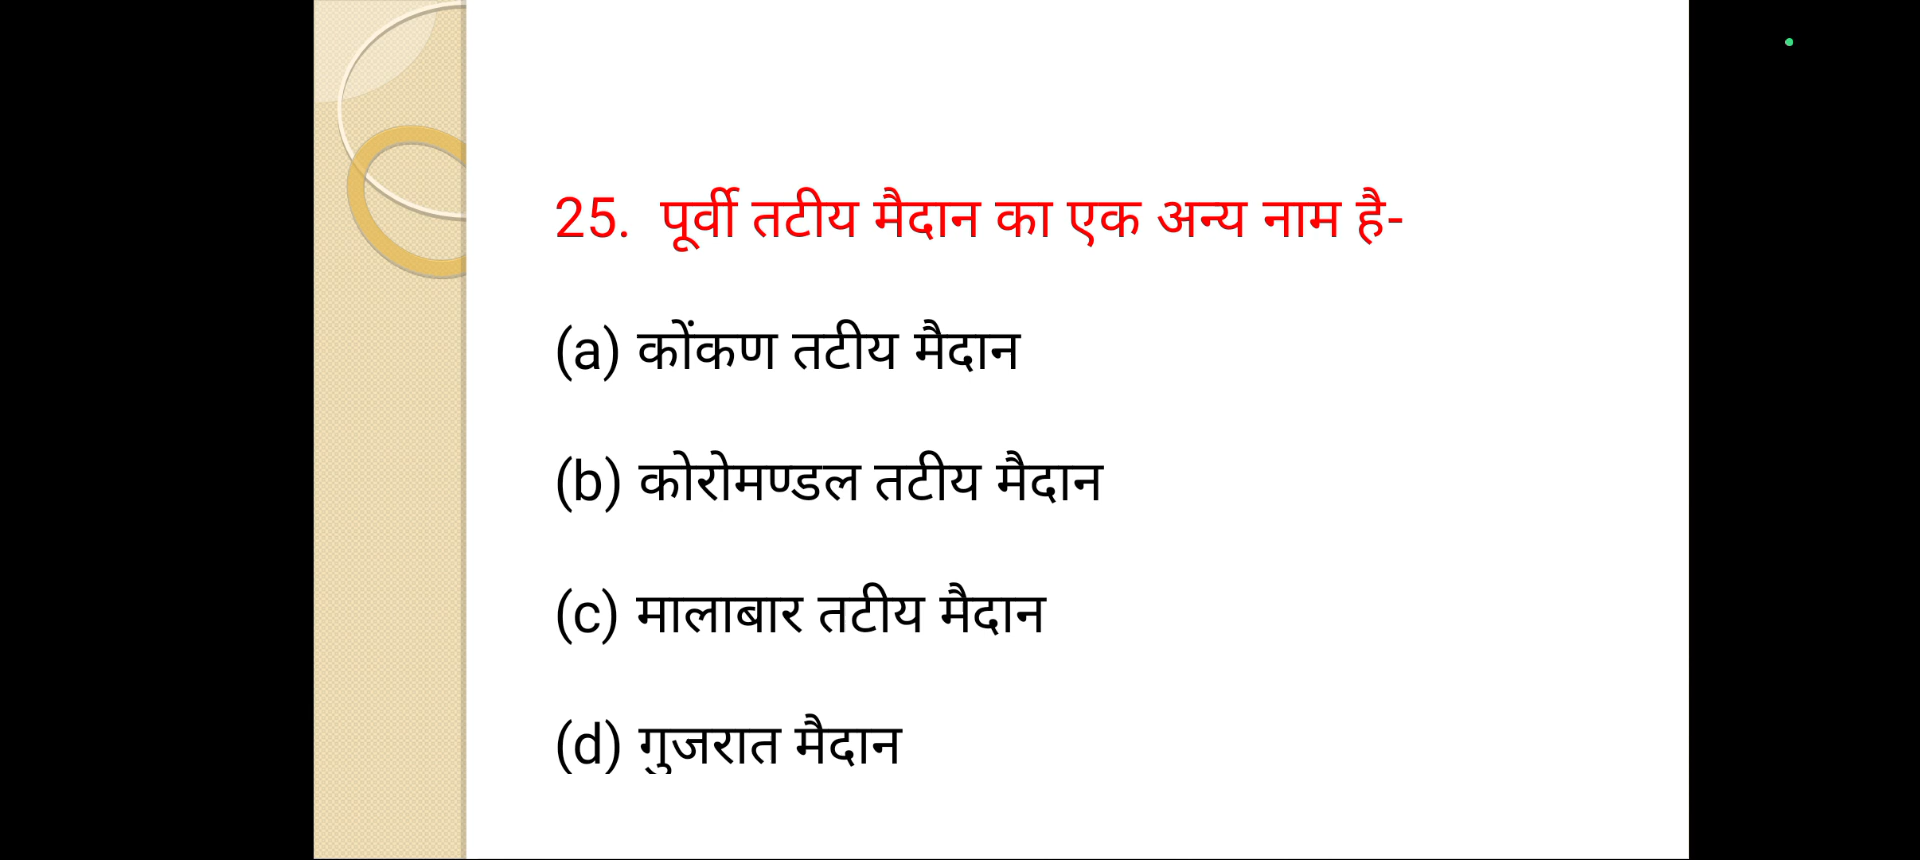 25. पूर्वी तटीय मैदान का एक अन्य नाम है-
(a) कोंकण तटीय मैदान
(b) कोरोमण्डल तटीय मैदान
(c) मालाबार तटीय मैदान
(d) गुजरात मैदान